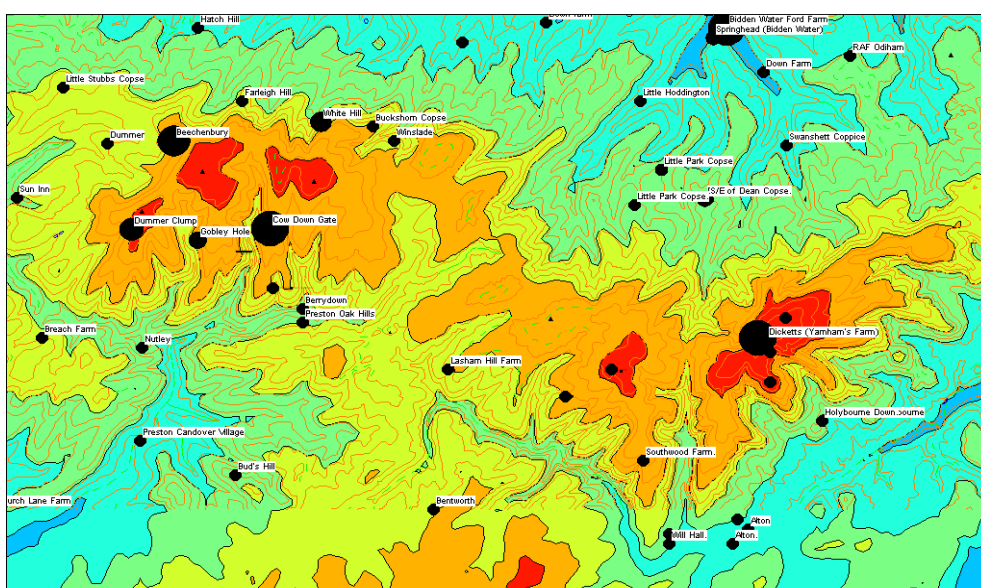 Hatch Hill
Down Farm
Bidden Water Ford Farm
Springhead (Bidden Water)
RAF Odiham
Down Farm
Little Stubbs Copse
Farleigh Hill.
Little Hoddington
White Hill
Buckshorn Copse
Dummer
Beechenbury
Winslade
Swanshett Coppice
Little Park Copse
Sun Inn
Little Park Copse.
S/E of Dean Copse.
Dummer Clump
Cow Down Gate
Gobley Hole
Berrydown
Preston Oak Hills
Breach Farm
Nutley
Dicketts (Yarnham's Farm)
Lasham Hill Farm
Holybourne Down.
bourne
Preston Candover Village
Southwood Farm.
Bud's Hill
urch Lane Farm
Bentworth
Alton
Will Hall.
Alton.